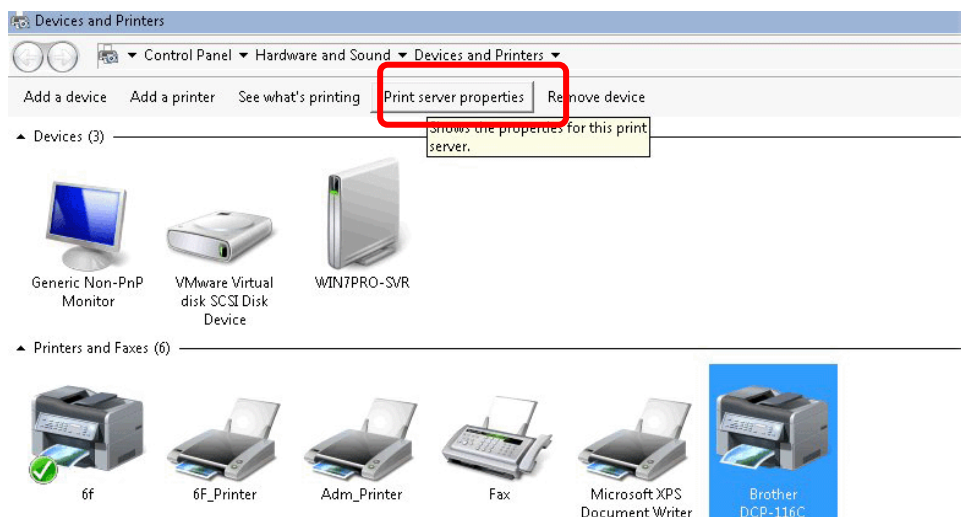 Devices and Printers
Control Panel Hardware and Sound Devices and Printers
Add a device Add a printer See what's printing Print server properties Remove device
Shows the properties for this print
server.
Devices (3)
Generic Non-PnP
Monitor
VMware Virtual
disk SCSI Disk
Device
WIN7PRO-SVR
Printers and Faxes (6)
6f
6F_Printer
Adm_Printer
Fax
Microsoft XPS
Document Writer
Brother
DCP-116C